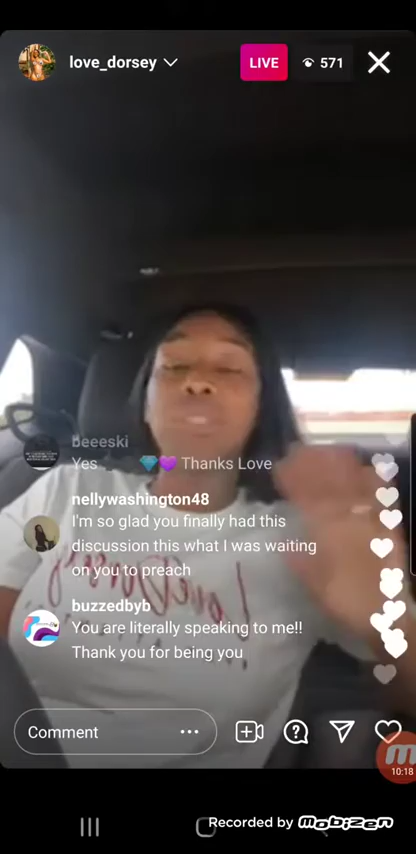 love_dorsey
LIVE
571
beeeski
Yes 💎💜 Thanks Love
nellywashington48
I'm so glad you finally had this
discussion this what I was waiting
on you to preach
buzzedbyb
You are literally speaking to me!!
Thank you for being you
Comment
10:18
Recorded by mobizen